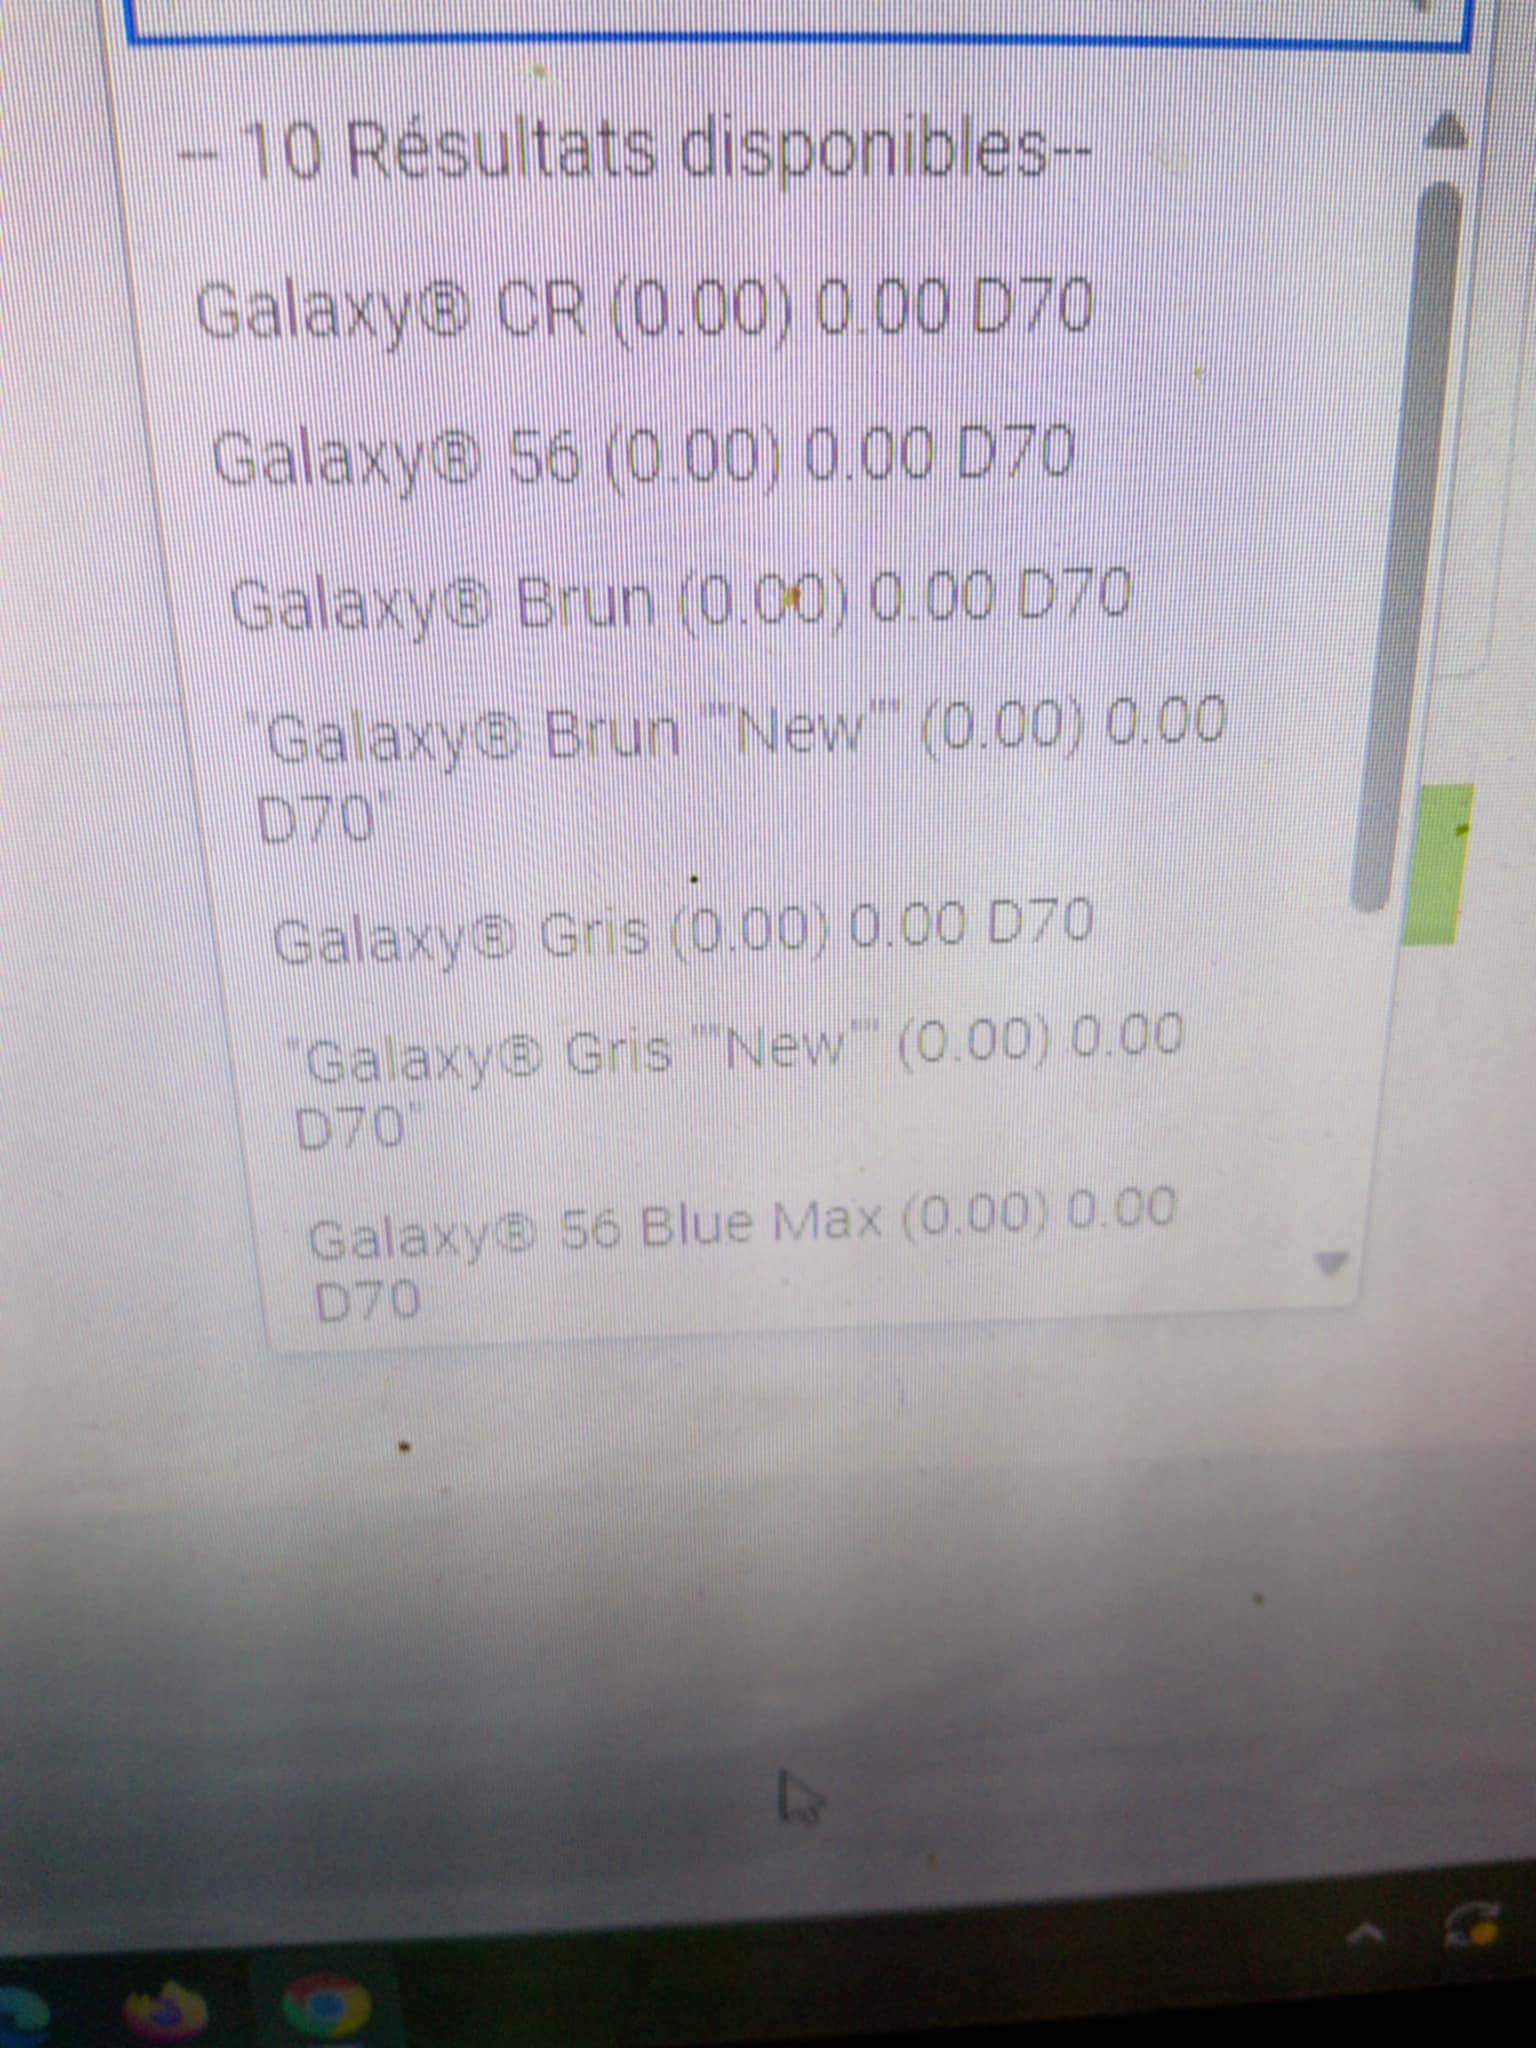 -- 10 Résultats disponibles--
Galaxy® CR (0.00) 0.00 D70
Galaxy® 56 (0.00) 0.00 D70
Galaxy® Brun (0.00) 0.00 D70
"Galaxy® Brun ""New"" (0.00) 0.00
D70"
Galaxy® Gris (0.00) 0.00 D70
"Galaxy® Gris ""New"" (0.00) 0.00
D70"
Galaxy® 56 Blue Max (0.00) 0.00
D70